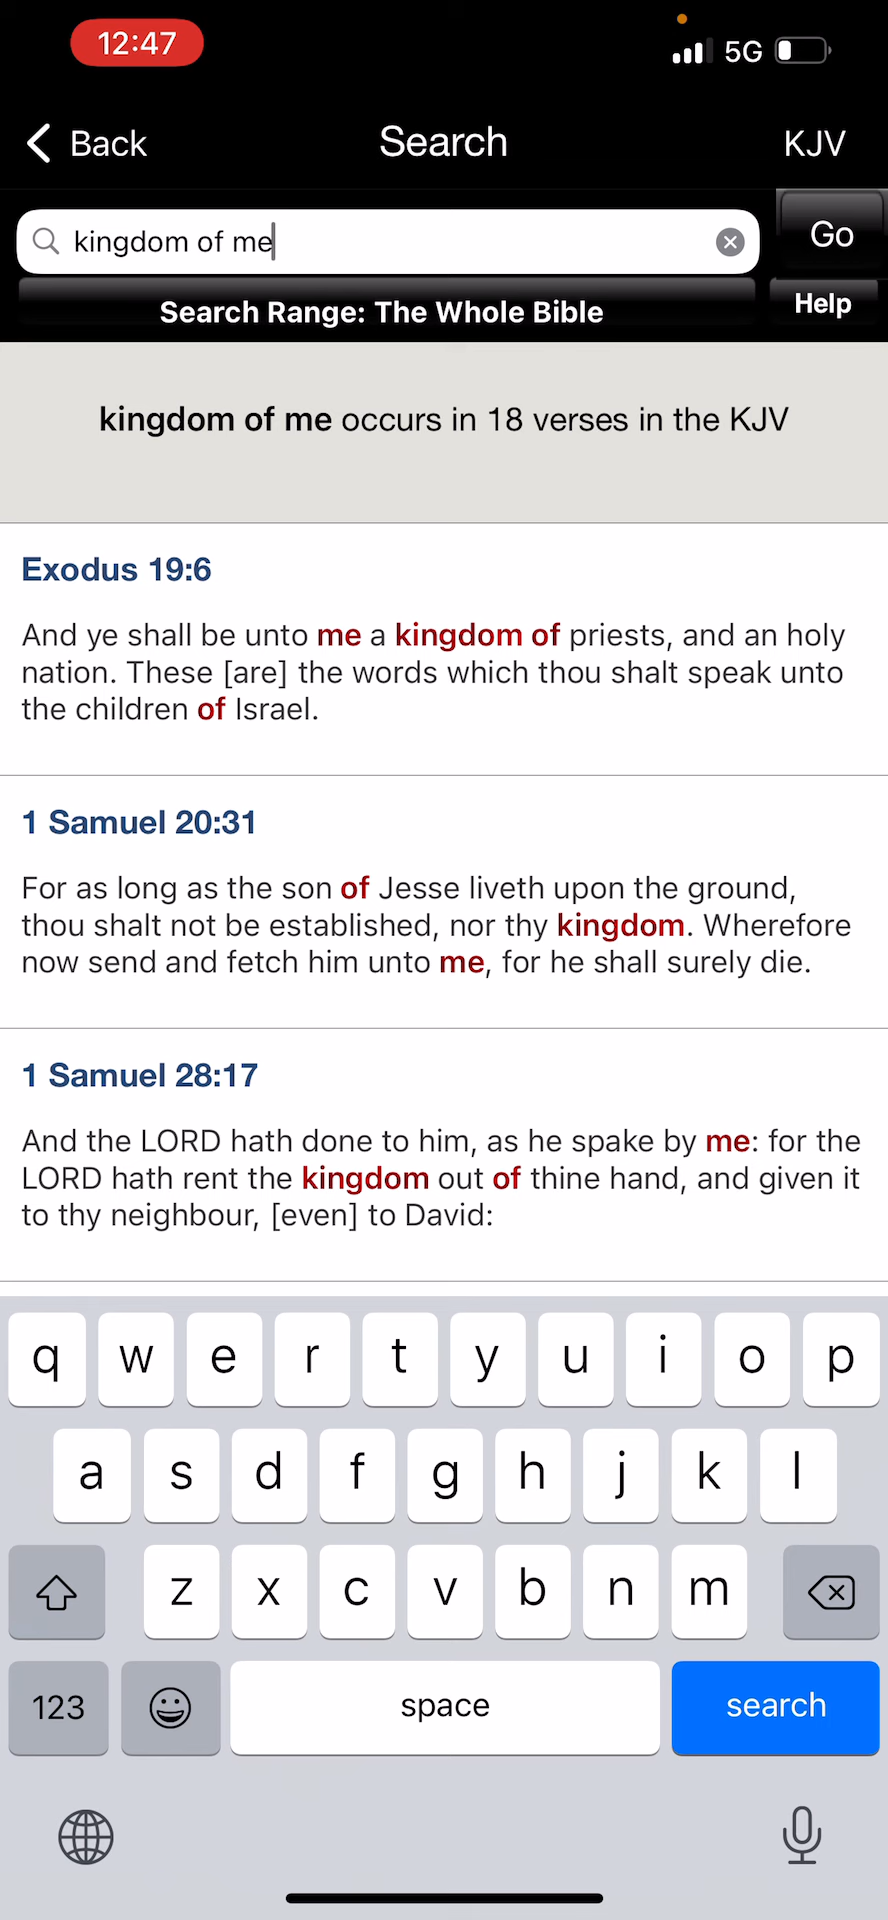 12:47
5G
Back
Search
KJV
kingdom of me
Go
Search Range: The Whole Bible
Help
kingdom of me occurs in 18 verses in the KJV
Exodus 19:6
And ye shall be unto me a kingdom of priests, and an holy
nation. These [are] the words which thou shalt speak unto
the children of Israel.
1 Samuel 20:31
For as long as the son of Jesse liveth upon the ground,
thou shalt not be established, nor thy kingdom. Wherefore
now send and fetch him unto me, for he shall surely die.
1 Samuel 28:17
And the LORD hath done to him, as he spake by me: for the
LORD hath rent the kingdom out of thine hand, and given it
to thy neighbour, [even] to David:
q w e r t y u i o p
a s d f g h j k l
z x c v b n m
123
space
search